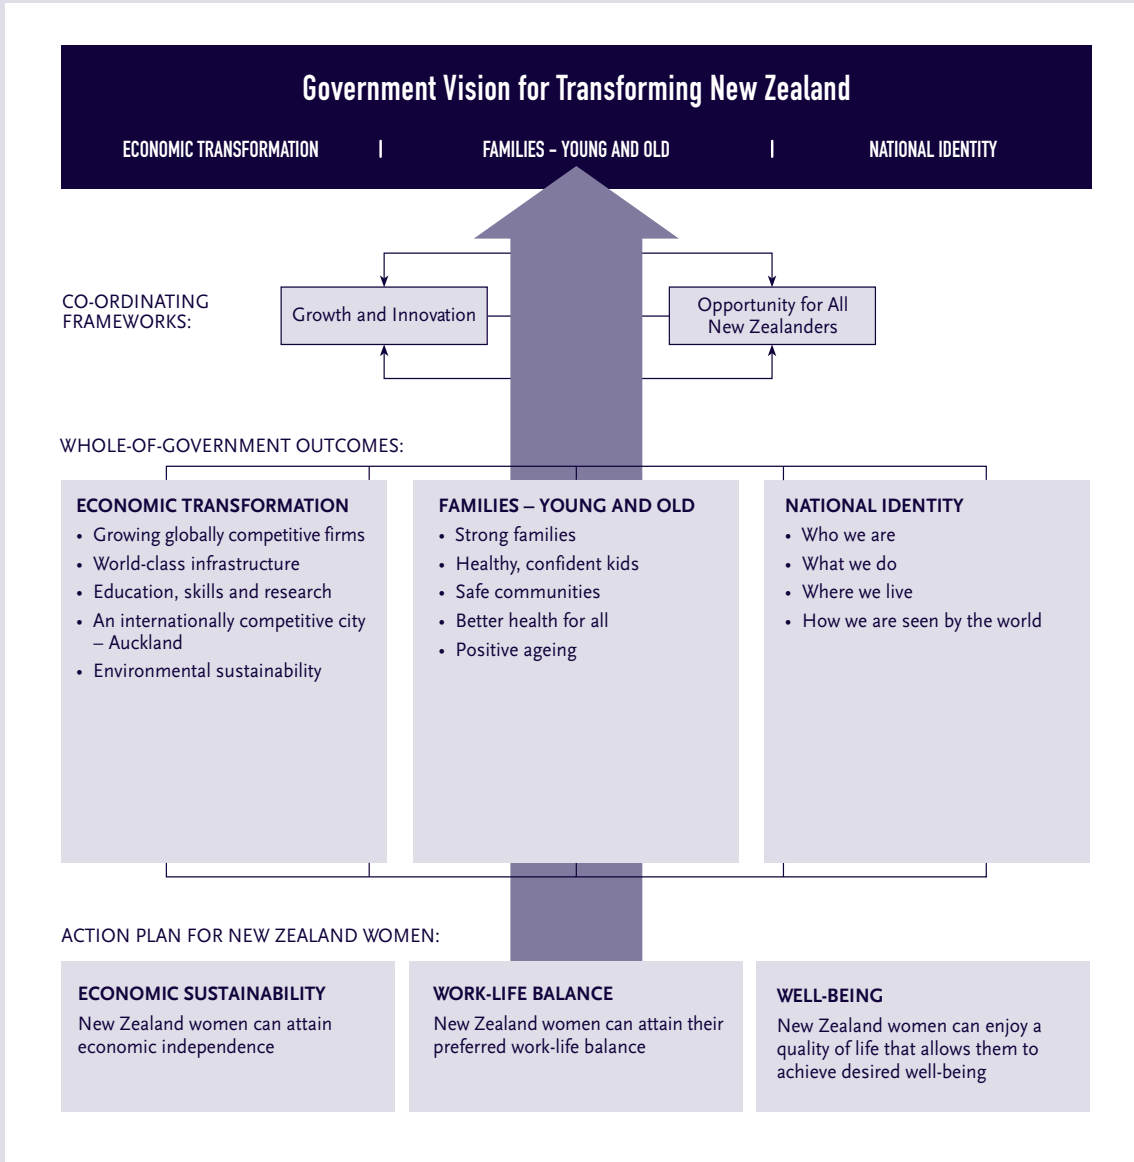 Government Vision for Transforming New Zealand
ECONOMIC TRANSFORMATION | FAMILIES – YOUNG AND OLD | NATIONAL IDENTITY
CO-ORDINATING
FRAMEWORKS:
Growth and Innovation
Opportunity for All
New Zealanders
WHOLE-OF-GOVERNMENT OUTCOMES:
ECONOMIC TRANSFORMATION
• Growing globally competitive firms
• World-class infrastructure
• Education, skills and research
• An internationally competitive city
– Auckland
• Environmental sustainability
FAMILIES – YOUNG AND OLD
• Strong families
• Healthy, confident kids
• Safe communities
• Better health for all
• Positive ageing
NATIONAL IDENTITY
• Who we are
• What we do
• Where we live
• How we are seen by the world
ACTION PLAN FOR NEW ZEALAND WOMEN:
ECONOMIC SUSTAINABILITY
New Zealand women can attain
economic independence
WORK-LIFE BALANCE
New Zealand women can attain their
preferred work-life balance
WELL-BEING
New Zealand women can enjoy a
quality of life that allows them to
achieve desired well-being